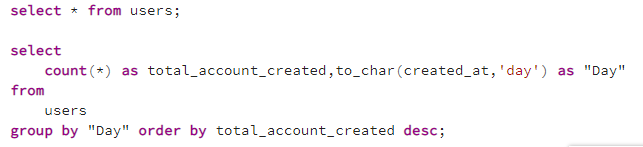 select * from users;
select
count(*) as total_account_created,to_char(created_at,'day') as "Day"
from
users
group by "Day" order by total_account_created desc;